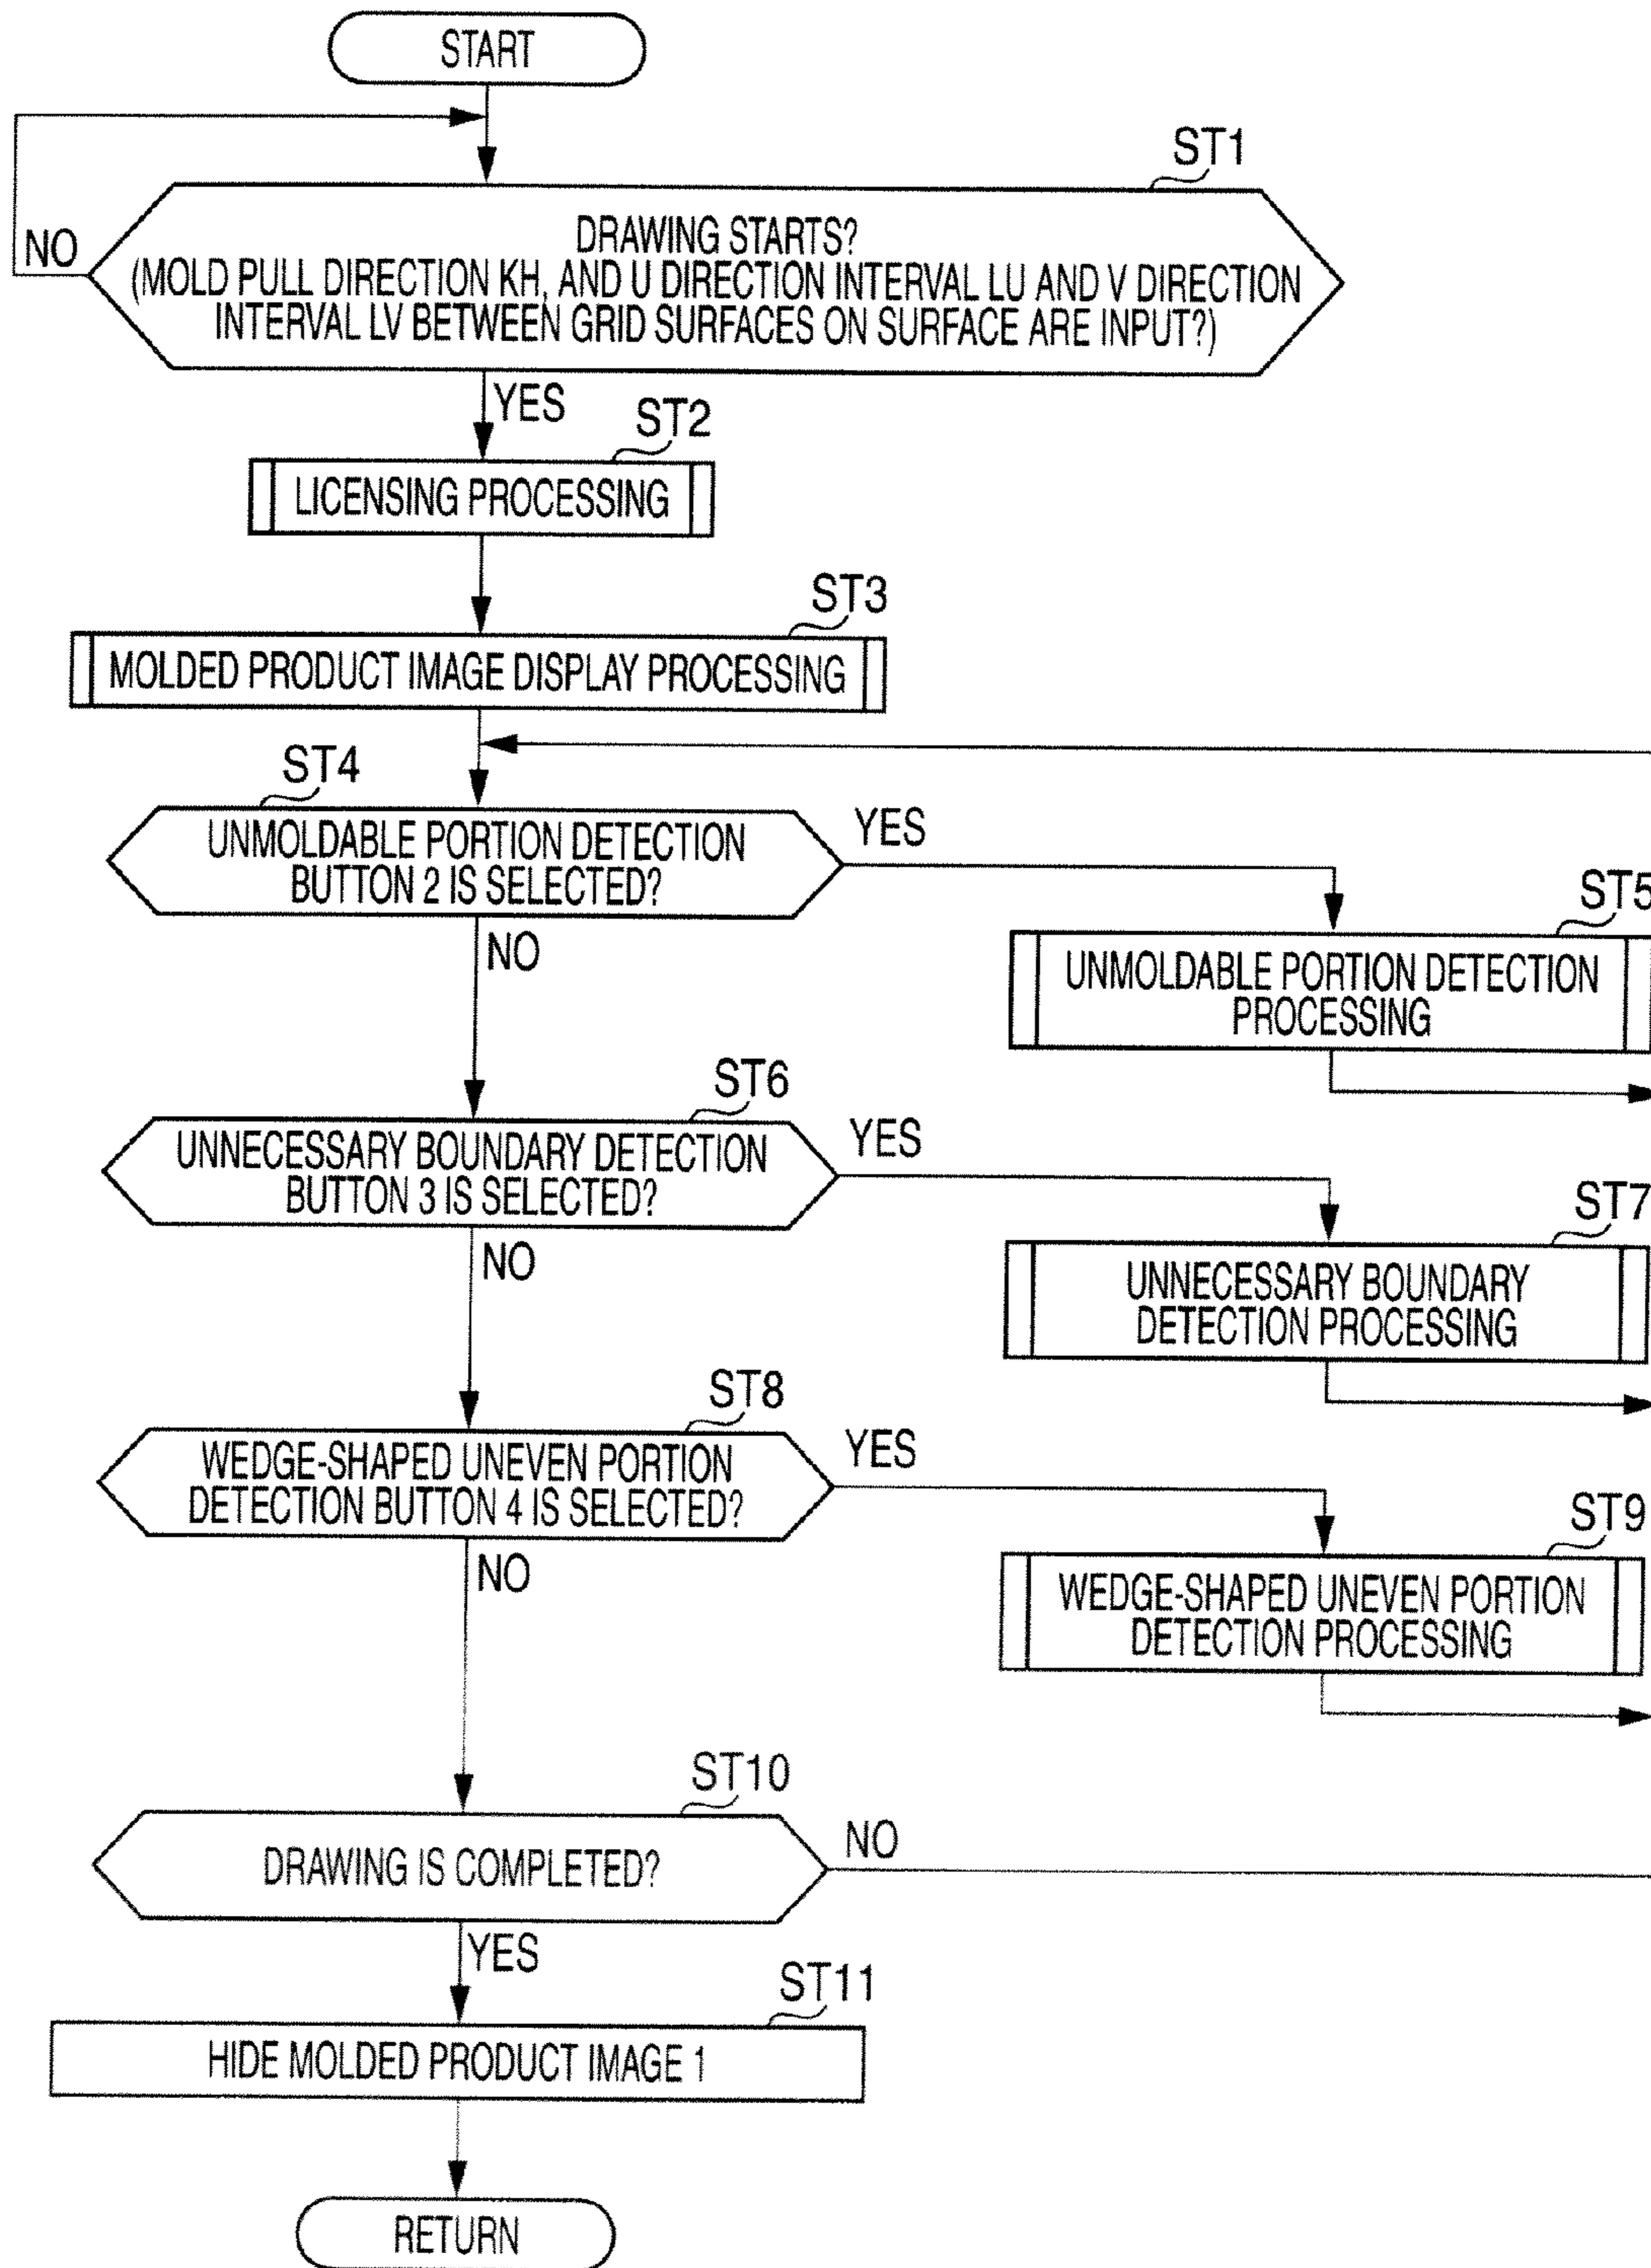 START
ST1
NO
DRAWING STARTS?
(MOLD PULL DIRECTION KH, AND U DIRECTION INTERVAL LU AND V DIRECTION
INTERVAL LV BETWEEN GRID SURFACES ON SURFACE ARE INPUT?)
YES
ST2
LICENSING PROCESSING
ST3
MOLDED PRODUCT IMAGE DISPLAY PROCESSING
ST4
UNMOLDABLE PORTION DETECTION
BUTTON 2 IS SELECTED?
YES
NO
ST5
UNMOLDABLE PORTION DETECTION
PROCESSING
ST6
UNNECESSARY BOUNDARY DETECTION
BUTTON 3 IS SELECTED?
YES
NO
ST7
UNNECESSARY BOUNDARY
DETECTION PROCESSING
ST8
WEDGE-SHAPED UNEVEN PORTION
DETECTION BUTTON 4 IS SELECTED?
YES
NO
ST9
WEDGE-SHAPED UNEVEN PORTION
DETECTION PROCESSING
ST10
DRAWING IS COMPLETED?
NO
YES
ST11
HIDE MOLDED PRODUCT IMAGE 1
RETURN